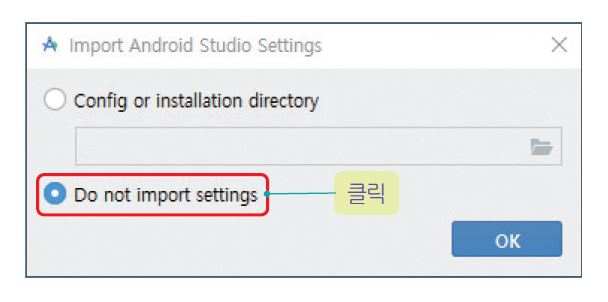 Import Android Studio Settings
Config or installation directory
Do not import settings
클릭
OK